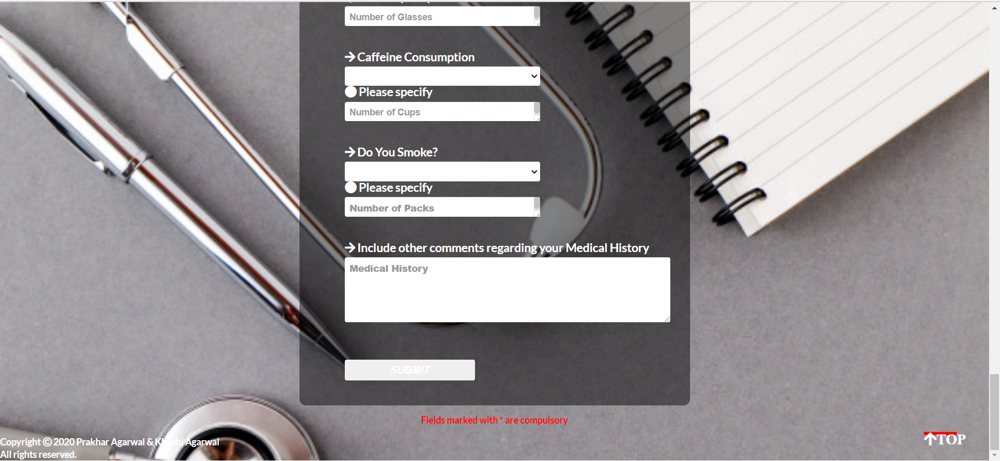 Number of Glasses
Caffeine Consumption
Please specify
Number of Cups
Do You Smoke?
Please specify
Number of Packs
Include other comments regarding your Medical History
Medical History
SUBMIT
Fields marked with * are compulsory
TOP
Copyright © 2020 Prakhar Agarwal & Khushi Agarwal
All rights reserved.